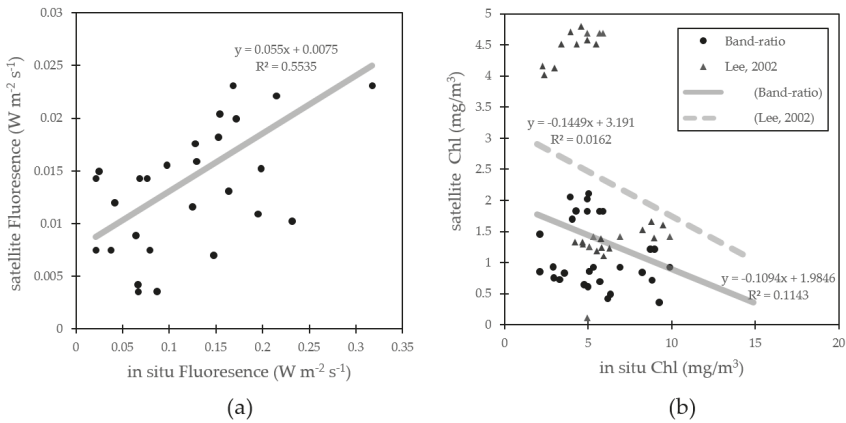 y = 0.055x + 0.0075
R² = 0.5535
0.03
0.025
0.02
0.015
0.01
0.005
0
0
0.05
0.1
0.15
0.2
0.25
0.3
0.35
satellite Fluoresence (W m⁻² s⁻¹)
in situ Fluoresence (W m⁻² s⁻¹)
(a)
5
4.5
4
3.5
3
2.5
2
1.5
1
0.5
0
0
5
10
15
20
satellite Chl (mg/m³)
in situ Chl (mg/m³)
Band-ratio
Lee, 2002
(Band-ratio)
(Lee, 2002)
y = -0.1449x + 3.191
R² = 0.0162
y = -0.1094x + 1.9846
R² = 0.1143
(b)